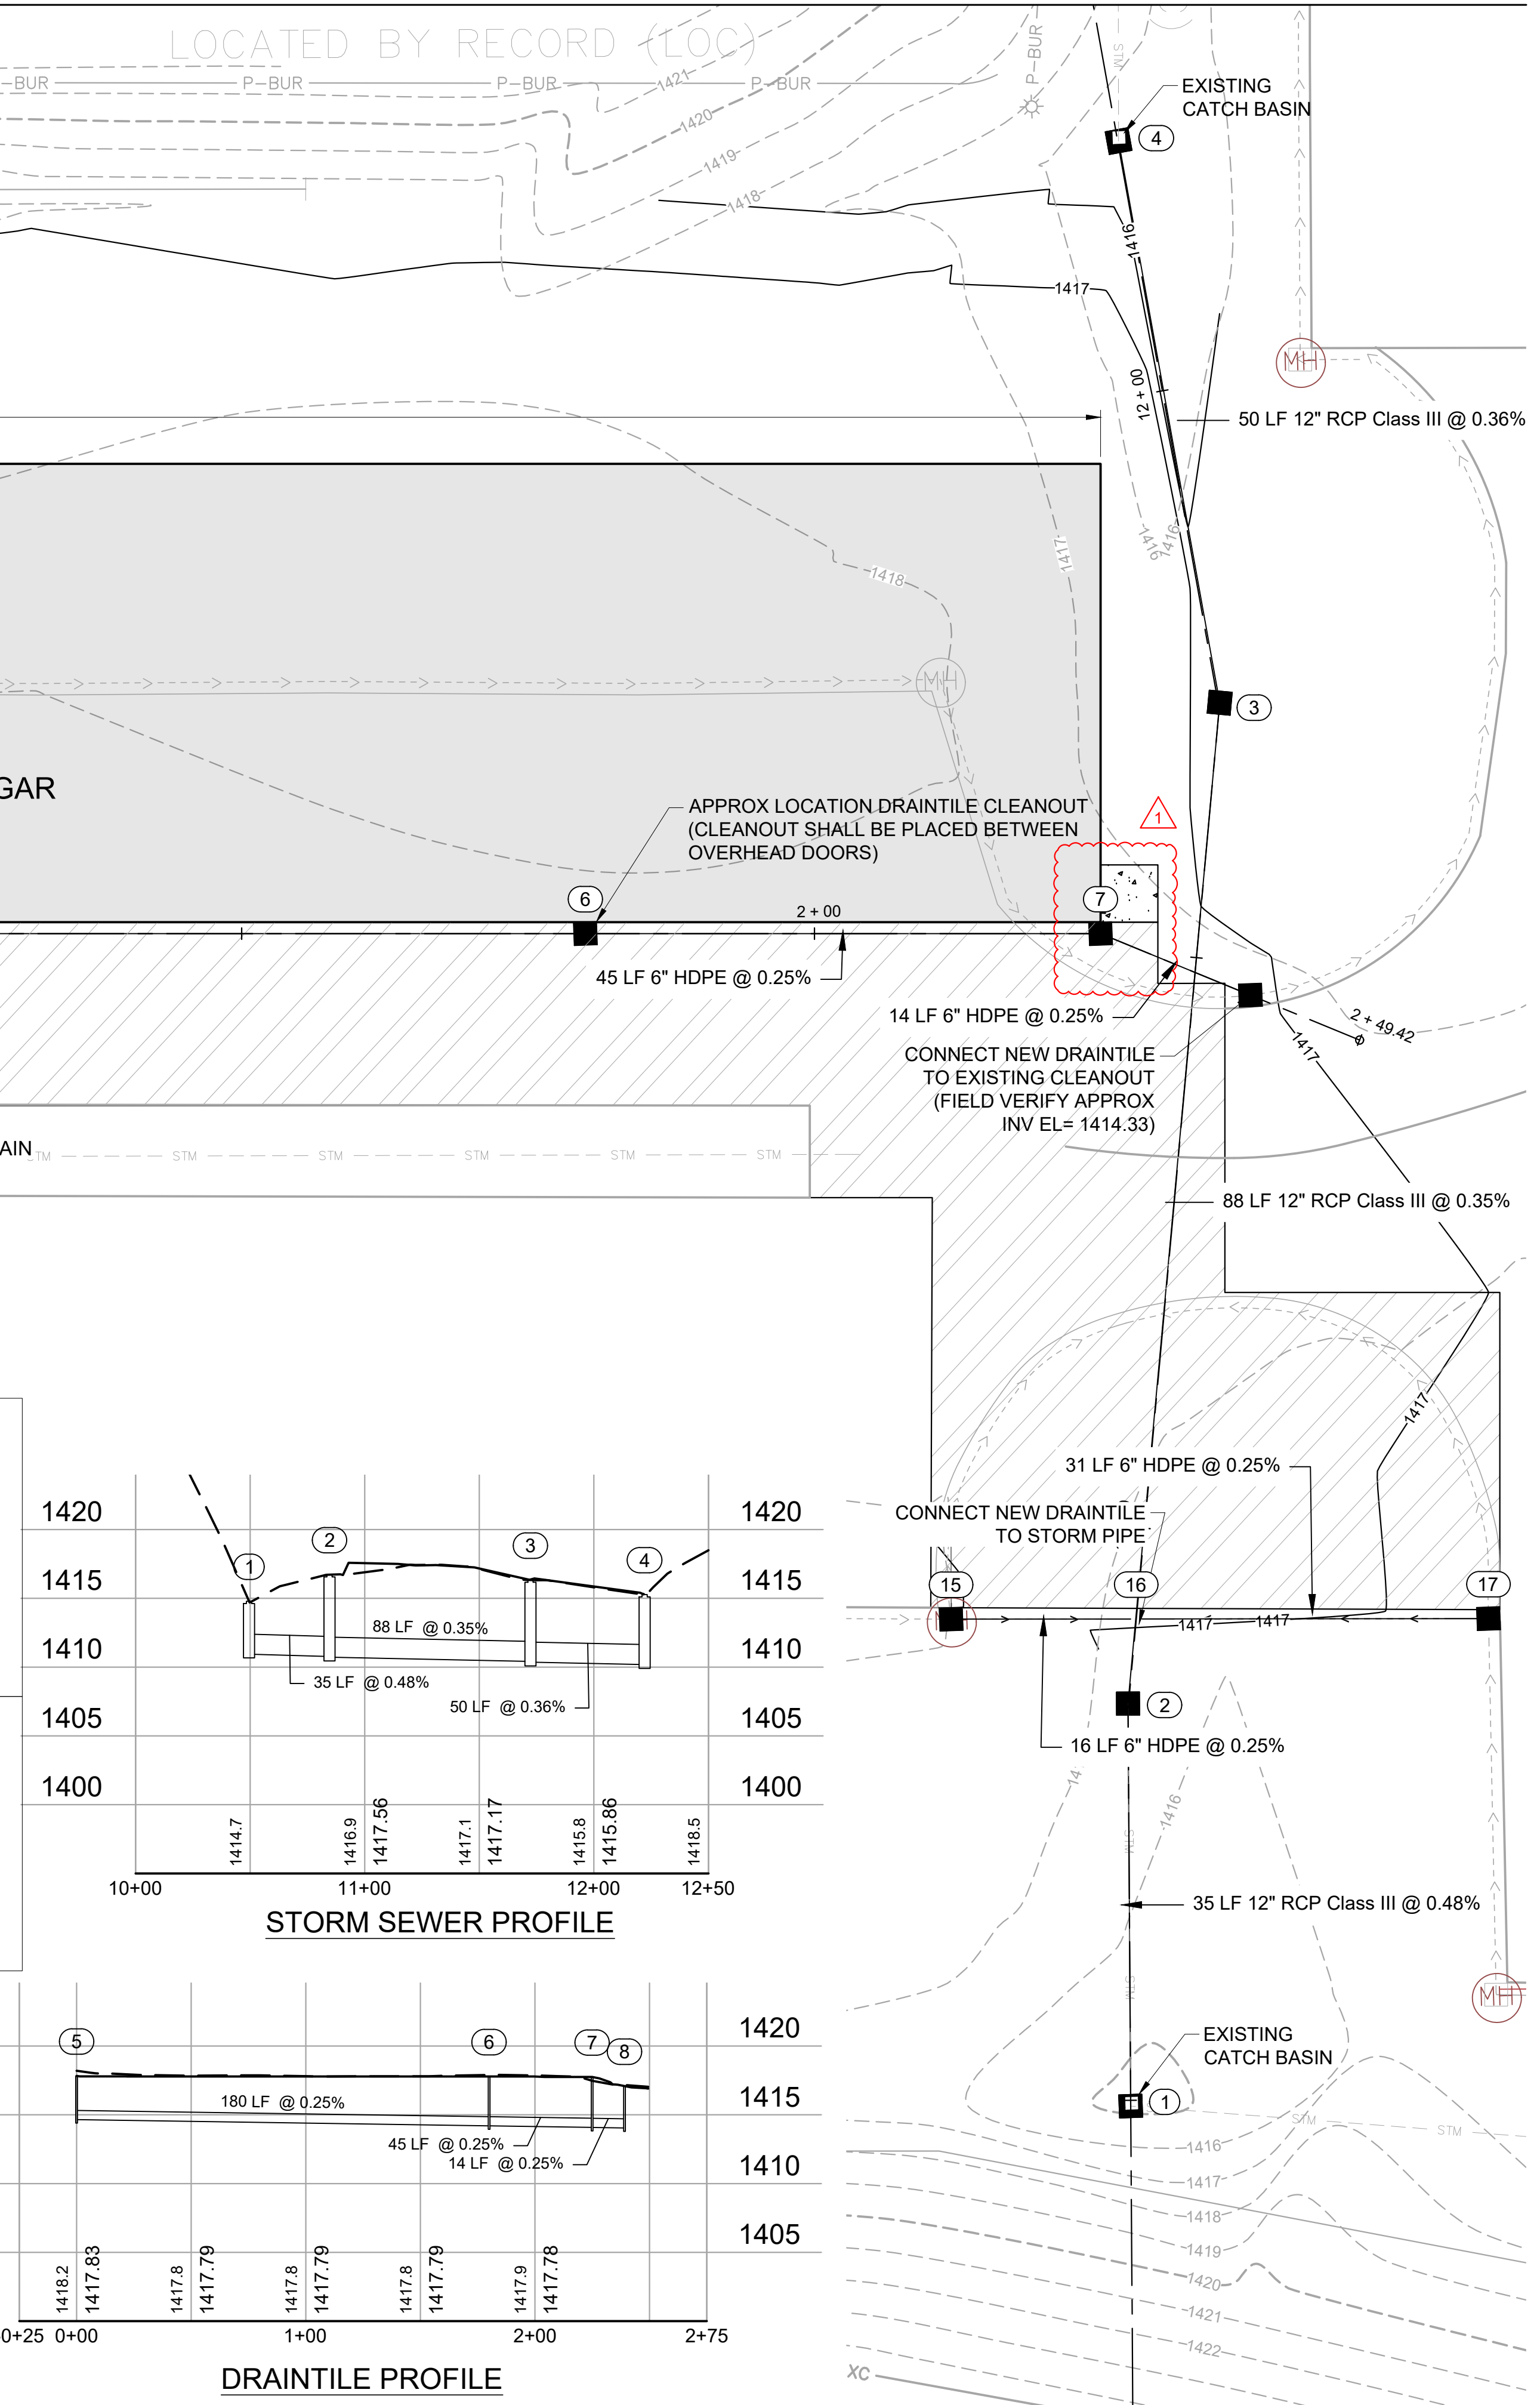 LOCATED BY RECORD (LOC)
-BUR
P-BUR
P-BUR
P-BUR
P-BUR
1421
1420
1419
1418
STM
EXISTING
CATCH BASIN
4
1416
1417
12 + 00
MH
50 LF 12" RCP Class III @ 0.36%
1416
1416
1417
1418
MH
3
GAR
APPROX LOCATION DRAINTILE CLEANOUT
(CLEANOUT SHALL BE PLACED BETWEEN
OVERHEAD DOORS)
1
6
7
2 + 00
45 LF 6" HDPE @ 0.25%
14 LF 6" HDPE @ 0.25%
2 + 49.42
1417
CONNECT NEW DRAINTILE
TO EXISTING CLEANOUT
(FIELD VERIFY APPROX
INV EL= 1414.33)
AIN
TM
STM
STM
STM
STM
STM
88 LF 12" RCP Class III @ 0.35%
1417
31 LF 6" HDPE @ 0.25%
CONNECT NEW DRAINTILE
TO STORM PIPE
15
16
17
MH
1417
1417
2
16 LF 6" HDPE @ 0.25%
1416
STM
35 LF 12" RCP Class III @ 0.48%
STM
MH
EXISTING
CATCH BASIN
1
STM
STM
1416
1417
1418
1419
1420
1421
1422
XC
1420
1420
1415
1415
1410
1410
1405
1405
1400
1400
1
2
3
4
88 LF @ 0.35%
35 LF @ 0.48%
50 LF @ 0.36%
1414.7
1416.9
1417.56
1417.1
1417.17
1415.8
1415.86
1418.5
10+00
11+00
12+00
12+50
STORM SEWER PROFILE
5
6
7
8
1420
1415
1410
1405
180 LF @ 0.25%
45 LF @ 0.25%
14 LF @ 0.25%
1418.2
1417.83
1417.8
1417.79
1417.8
1417.79
1417.8
1417.79
1417.9
1417.78
0+25
0+00
1+00
2+00
2+75
DRAINTILE PROFILE